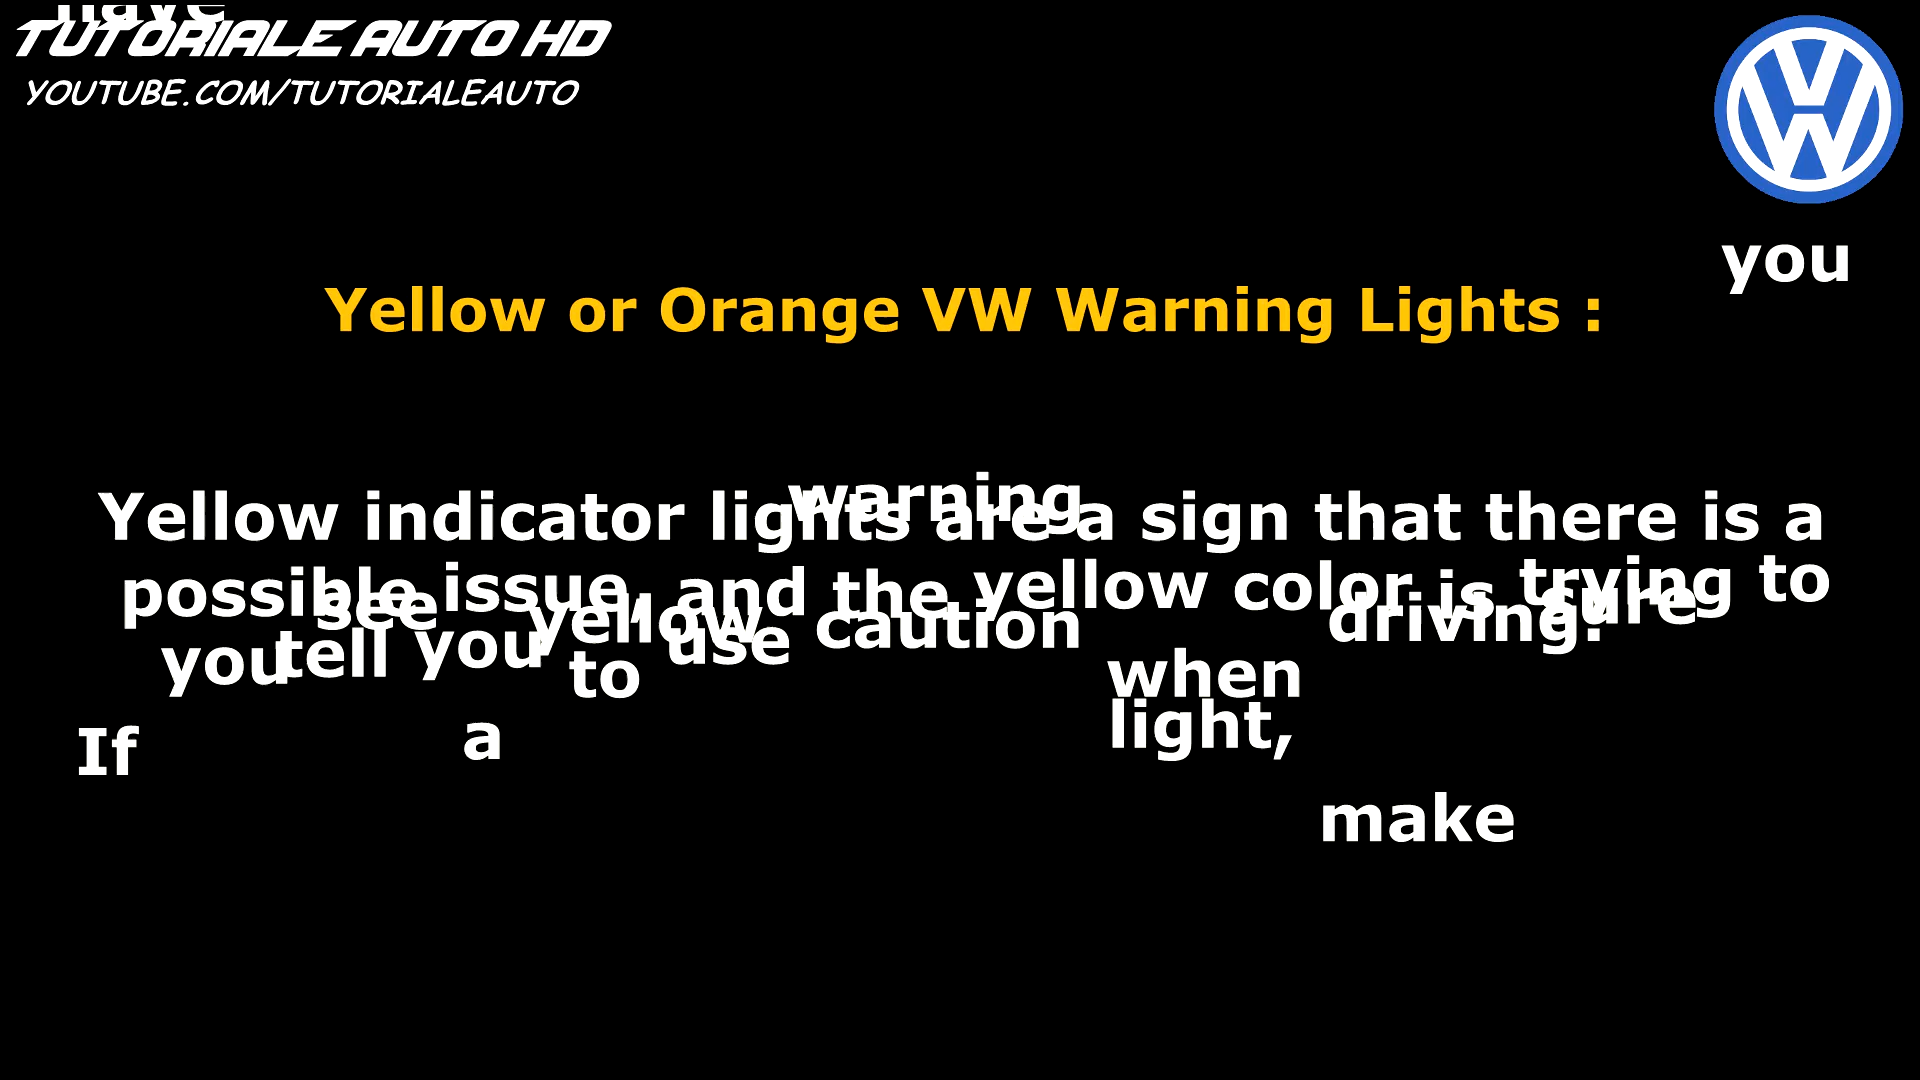 have
TUTORIALE AUTO HD
YOUTUBE.COM/TUTORIALEAUTO
VW
Yellow or Orange VW Warning Lights :
Yellow indicator lights are a sign that there is a
possible issue, and the yellow color is trying to
tell you to use caution when driving.
If you see a yellow warning light, make sure you